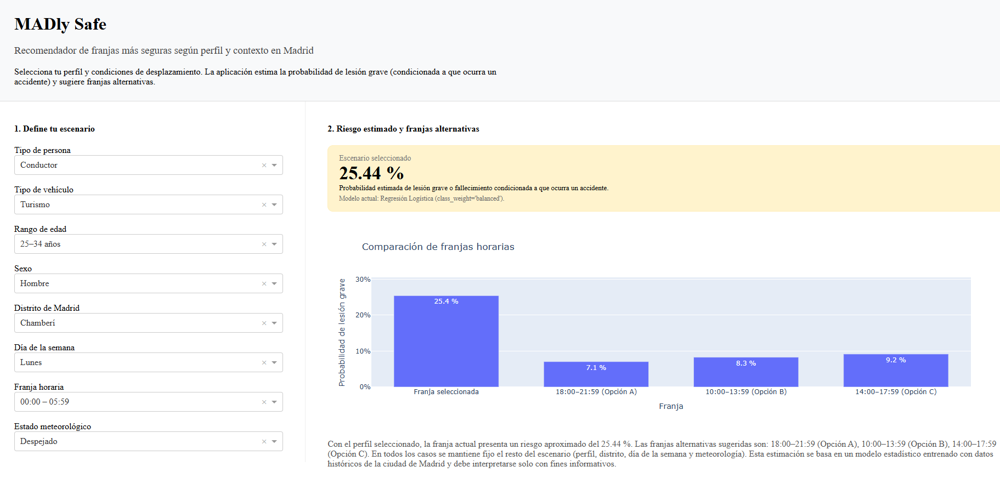 MADly Safe
Recomendador de franjas más seguras según perfil y contexto en Madrid
Selecciona tu perfil y condiciones de desplazamiento. La aplicación estima la probabilidad de lesión grave (condicionada a que ocurra un
accidente) y sugiere franjas alternativas.
1. Define tu escenario
Tipo de persona
Conductor
Tipo de vehículo
Turismo
Rango de edad
25–34 años
Sexo
Hombre
Distrito de Madrid
Chamberí
Día de la semana
Lunes
Franja horaria
00:00 – 05:59
Estado meteorológico
Despejado
2. Riesgo estimado y franjas alternativas
Escenario seleccionado
25.44 %
Probabilidad estimada de lesión grave o fallecimiento condicionada a que ocurra un accidente.
Modelo actual: Regresión Logística (class_weight='balanced').
Comparación de franjas horarias
Probabilidad de lesión grave
30%
20%
10%
0%
25.4 %
7.1 %
8.3 %
9.2 %
Franja seleccionada
18:00–21:59 (Opción A)
10:00–13:59 (Opción B)
14:00–17:59 (Opción C)
Franja
Con el perfil seleccionado, la franja actual presenta un riesgo aproximado del 25.44 %. Las franjas alternativas sugeridas son: 18:00–21:59 (Opción A), 10:00–13:59 (Opción B), 14:00–17:59
(Opción C). En todos los casos se mantiene fijo el resto del escenario (perfil, distrito, día de la semana y meteorología). Esta estimación se basa en un modelo estadístico entrenado con datos
históricos de la ciudad de Madrid y debe interpretarse solo con fines informativos.